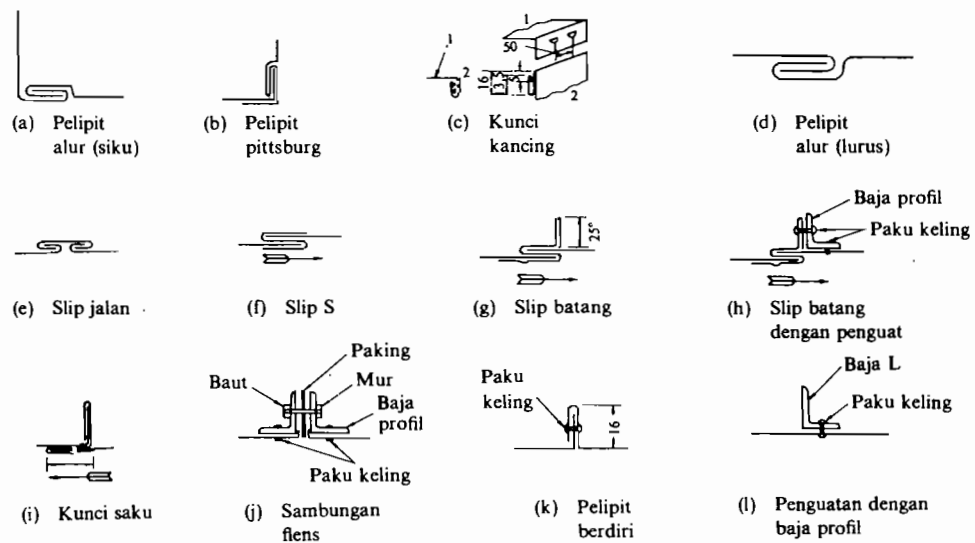 1
50
1
2
16
3
5
2
(a) Pelipit
alur (siku)
(b) Pelipit
pittsburg
(c) Kunci
kancing
(d) Pelipit
alur (lurus)
25°
Baja profil
Paku keling
(e) Slip jalan
(f) Slip S
(g) Slip batang
(h) Slip batang
dengan penguat
Paking
Baut
Mur
Baja
profil
Paku keling
Paku
keling
16
Baja L
Paku keling
(i) Kunci saku
(j) Sambungan
flens
(k) Pelipit
berdiri
(l) Penguatan dengan
baja profil